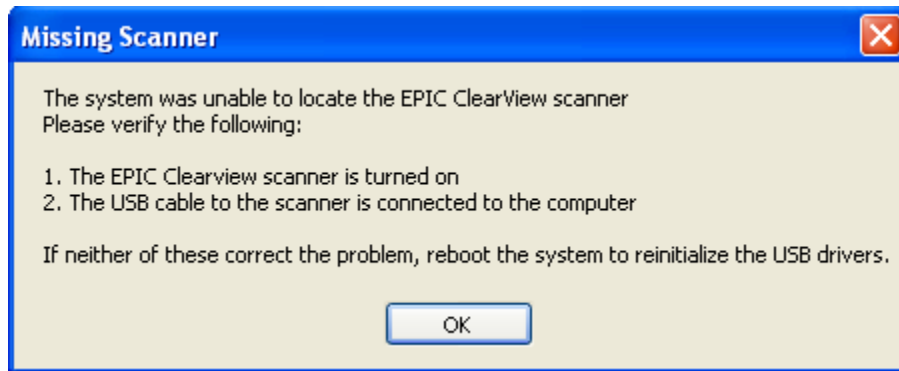 Missing Scanner
The system was unable to locate the EPIC ClearView scanner
Please verify the following:
1. The EPIC Clearview scanner is turned on
2. The USB cable to the scanner is connected to the computer
If neither of these correct the problem, reboot the system to reinitialize the USB drivers.
OK